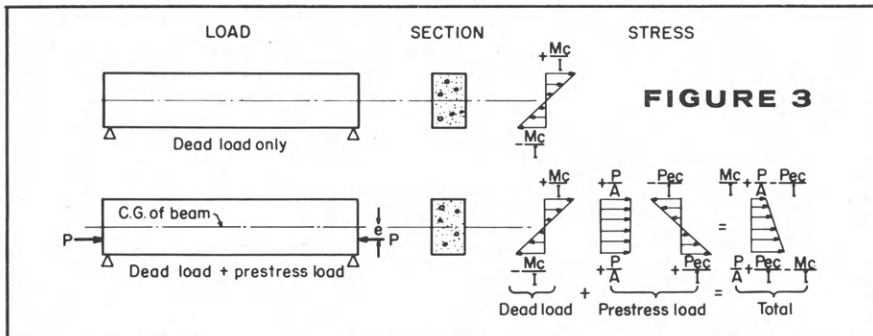 LOAD SECTION STRESS
+Mc/I
FIGURE 3
Dead load only
-Mc/I
+Mc/I +P/A -Pec/I Mc/I+P/A-Pec/I
C.G. of beam
P e P
=
Dead load + prestress load
-Mc/I +P/A +Pec/I P/A+Pec/I-Mc/I
Dead load + Prestress load = Total